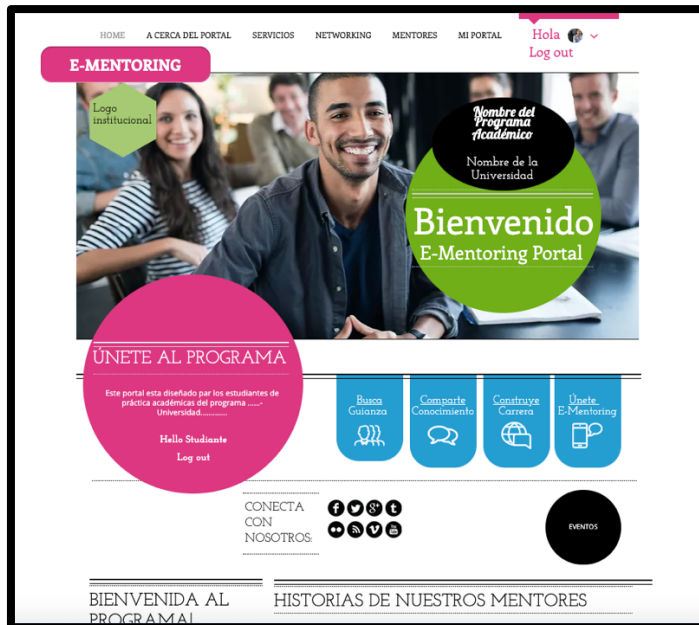 HOME A CERCA DEL PORTAL SERVICIOS NETWORKING MENTORES MI PORTAL
Hola
Log out
E-MENTORING
Logo
institucional
Nombre del
Programa
Académico
Nombre de la
Universidad
Bienvenido
E-Mentoring Portal
ÚNETE AL PROGRAMA
Este portal esta diseñado par los estudiantes de
práctica académicas del programa ......-
Universidad.............
Hello Studiante
Log out
Busca
Guianza
Comparte
Conocimiento
Construye
Carrera
Únete
E-Mentoring
CONECTA
CON
NOSOTROS:
EVENTOS
BIENVENIDA AL
PROGRAMA!
HISTORIAS DE NUESTROS MENTORES